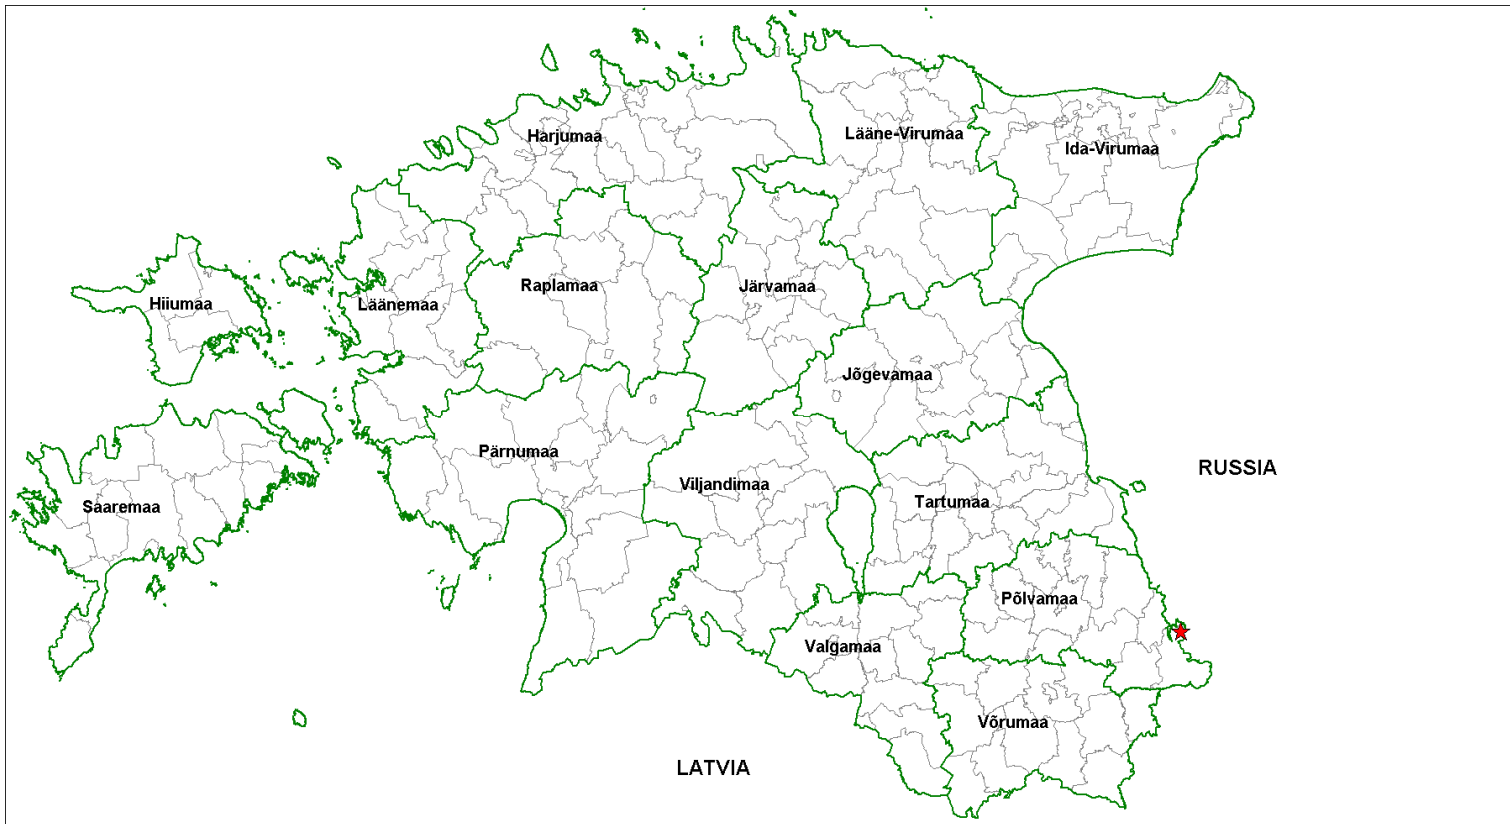 Harjumaa
Lääne-Virumaa
Ida-Virumaa
Hiiumaa
Läänemaa
Raplamaa
Järvamaa
Jõgevamaa
Pärnumaa
RUSSIA
Viljandimaa
Saaremaa
Tartumaa
Põlvamaa
Valgamaa
Võrumaa
LATVIA